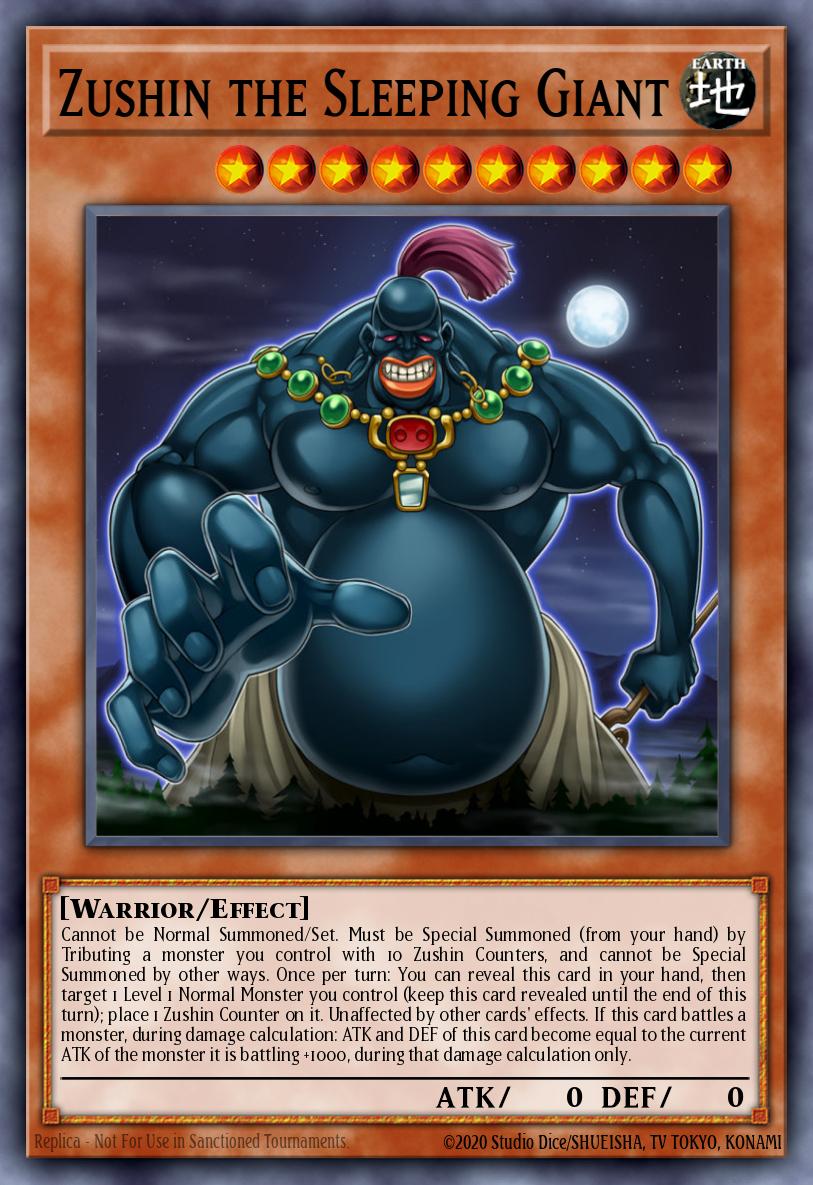 Zushin the Sleeping Giant
EARTH
地
[Warrior/Effect]
Cannot be Normal Summoned/Set. Must be Special Summoned (from your hand) by
Tributing a monster you control with 10 Zushin Counters, and cannot be Special
Summoned by other ways. Once per turn: You can reveal this card in your hand, then
target 1 Level 1 Normal Monster you control (keep this card revealed until the end of this
turn); place 1 Zushin Counter on it. Unaffected by other cards' effects. If this card battles a
monster, during damage calculation: ATK and DEF of this card become equal to the current
ATK of the monster it is battling +1000, during that damage calculation only.
ATK/ 0 DEF/ 0
Replica - Not For Use in Sanctioned Tournaments.
©2020 Studio Dice/SHUEISHA, TV TOKYO, KONAMI